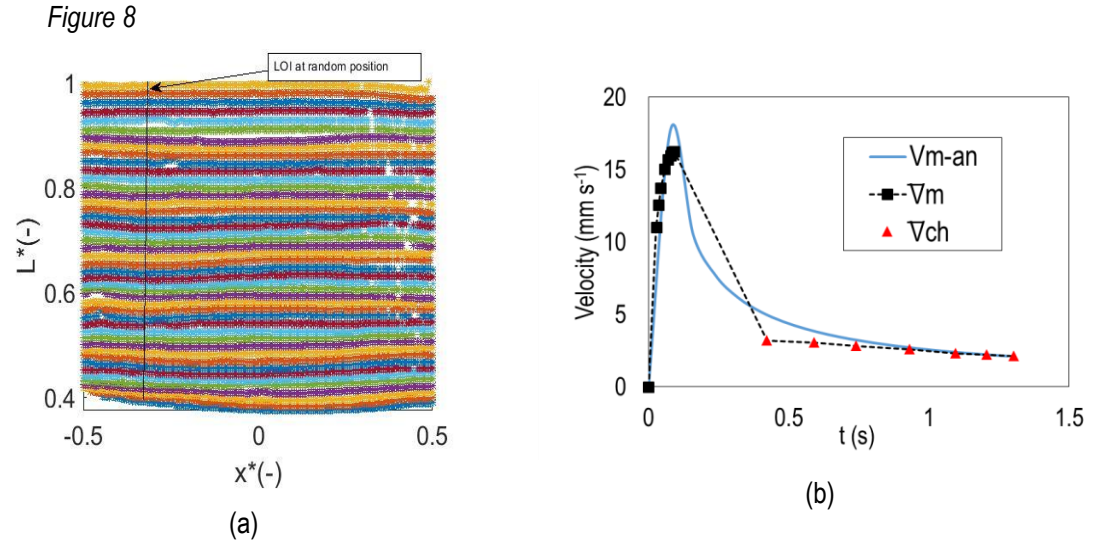 Figure 8
LOI at random position
1
0.8
0.6
0.4
L*(-)
-0.5
0
0.5
x*(-)
(a)
20
15
10
5
0
Velocity (mm s⁻¹)
0
0.5
1
1.5
t (s)
Vm-an
V̅m
V̅ch
(b)